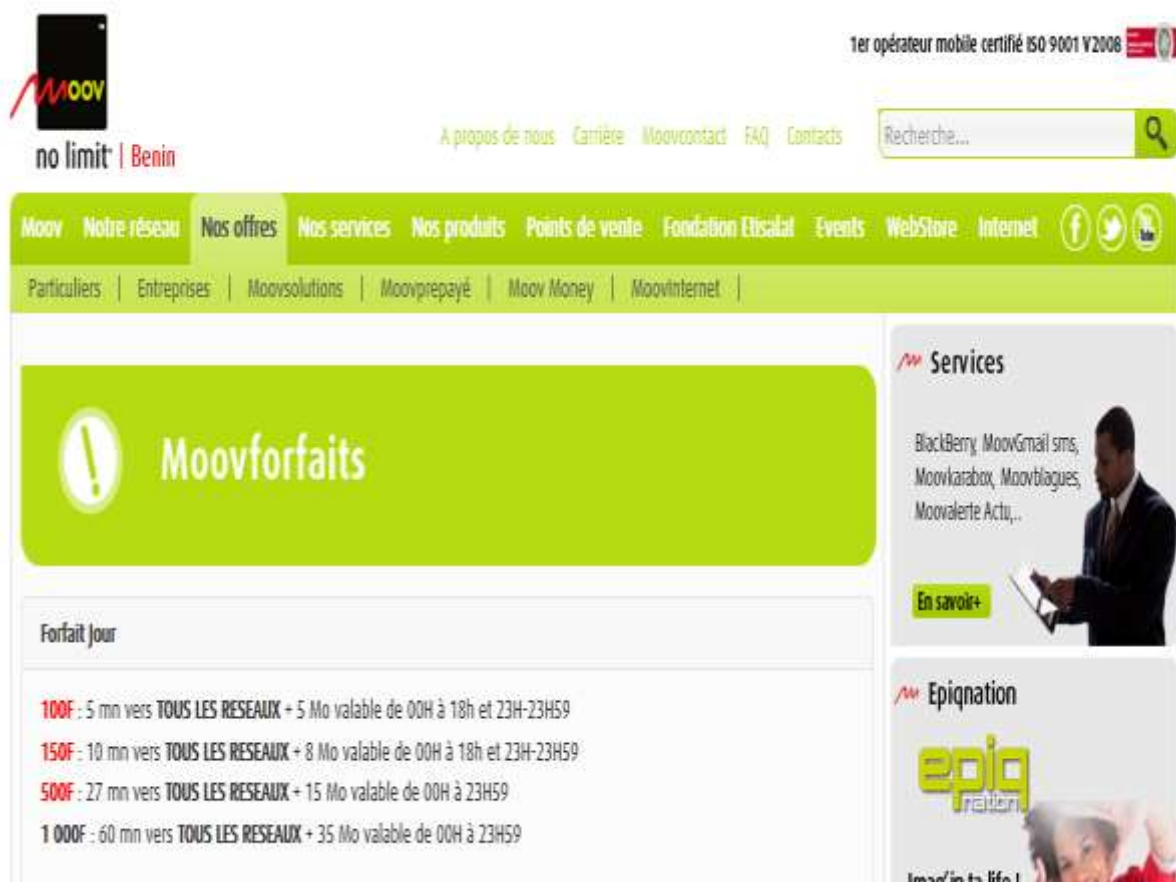 1er opérateur mobile certifié ISO 9001 V2008
moov
no limit | Benin
A propos de nous Carrière Moovcontact FAQ Contacts
Recherche...
Moov Notre réseau Nos offres Nos services Nos produits Points de vente Fondation Etisalat Events WebStore Internet
Particuliers | Entreprises | Moovsolutions | Moovprepayé | Moov Money | MoovInternet |
Moovforfaits
Forfait Jour
100F : 5 mn vers TOUS LES RESEAUX + 5 Mo valable de 00H à 18h et 23H-23H59
150F : 10 mn vers TOUS LES RESEAUX + 8 Mo valable de 00H à 18h et 23H-23H59
500F : 27 mn vers TOUS LES RESEAUX + 15 Mo valable de 00H à 23H59
1 000F : 60 mn vers TOUS LES RESEAUX + 35 Mo valable de 00H à 23H59
Services
BlackBerry, MoovGmail sms,
Moovkarabox, Moovblagues,
Moovalerte Actu,..
En savoir+
Epiqnation
epiq
nation
Imag'in ta life !